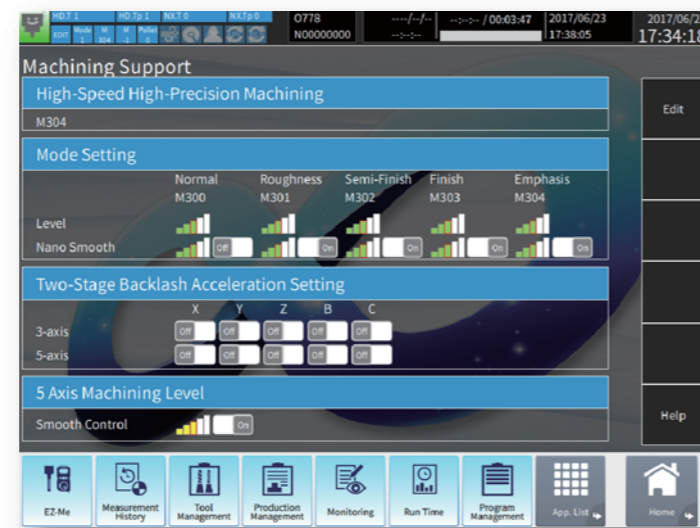 HD.T 1 HD.Tp 1 NX.T 0 NX.Tp 0 O778 ----/--/-- --:--:-- / 00:03:47 2017/06/23 2017/06/2
EDIT Mode 1 M 304 M -1 Pallet 0 N00000000 --:--:-- 17:38:05 17:34:18
Machining Support
High-Speed High-Precision Machining
M304
Edit
Mode Setting
Normal Roughness Semi-Finish Finish Emphasis
M300 M301 M302 M303 M304
Level
Nano Smooth Off On On On On
Two-Stage Backlash Acceleration Setting
X Y Z B C
3-axis Off Off Off Off Off
5-axis Off Off Off Off Off
5 Axis Machining Level
Smooth Control On
Help
EZ-Me Measurement History Tool Management Production Management Monitoring Run Time Program Management App. List Home